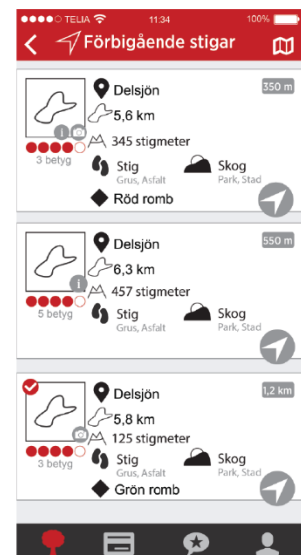 TELIA 11:34 100%
Förbigående stigar
Delsjön 350 m
5,6 km
i
345 stigmeter
3 betyg
Stig Skog
Grus, Asfalt Park, Stad
Röd romb
Delsjön 550 m
6,3 km
i
457 stigmeter
5 betyg
Stig Skog
Grus, Asfalt Park, Stad
Delsjön 1,2 km
5,8 km
125 stigmeter
3 betyg
Stig Skog
Grus, Asfalt Park, Stad
Grön romb